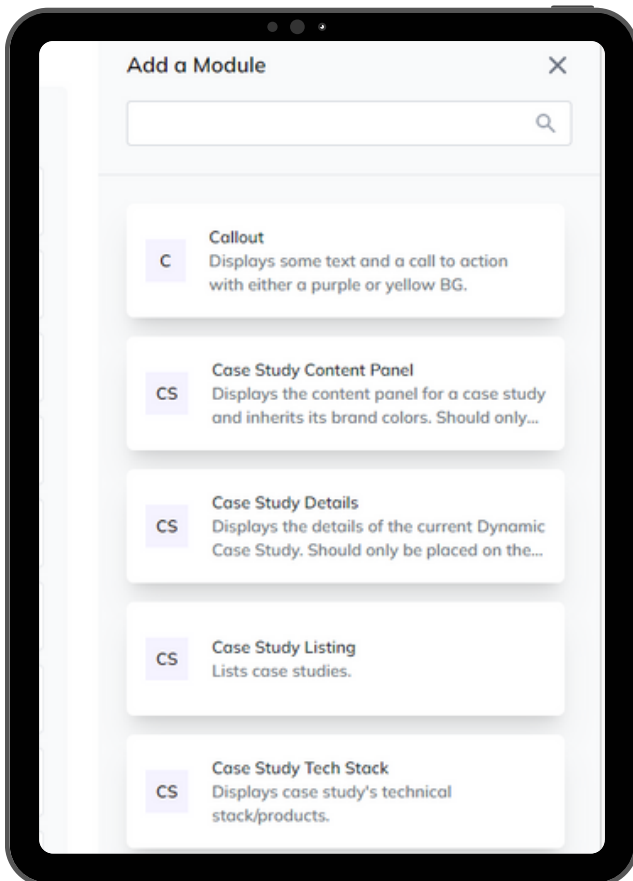 Add a Module
C
Callout
Displays some text and a call to action
with either a purple or yellow BG.
CS
Case Study Content Panel
Displays the content panel for a case study
and inherits its brand colors. Should only...
CS
Case Study Details
Displays the details of the current Dynamic
Case Study. Should only be placed on the...
CS
Case Study Listing
Lists case studies.
CS
Case Study Tech Stack
Displays case study's technical
stack/products.